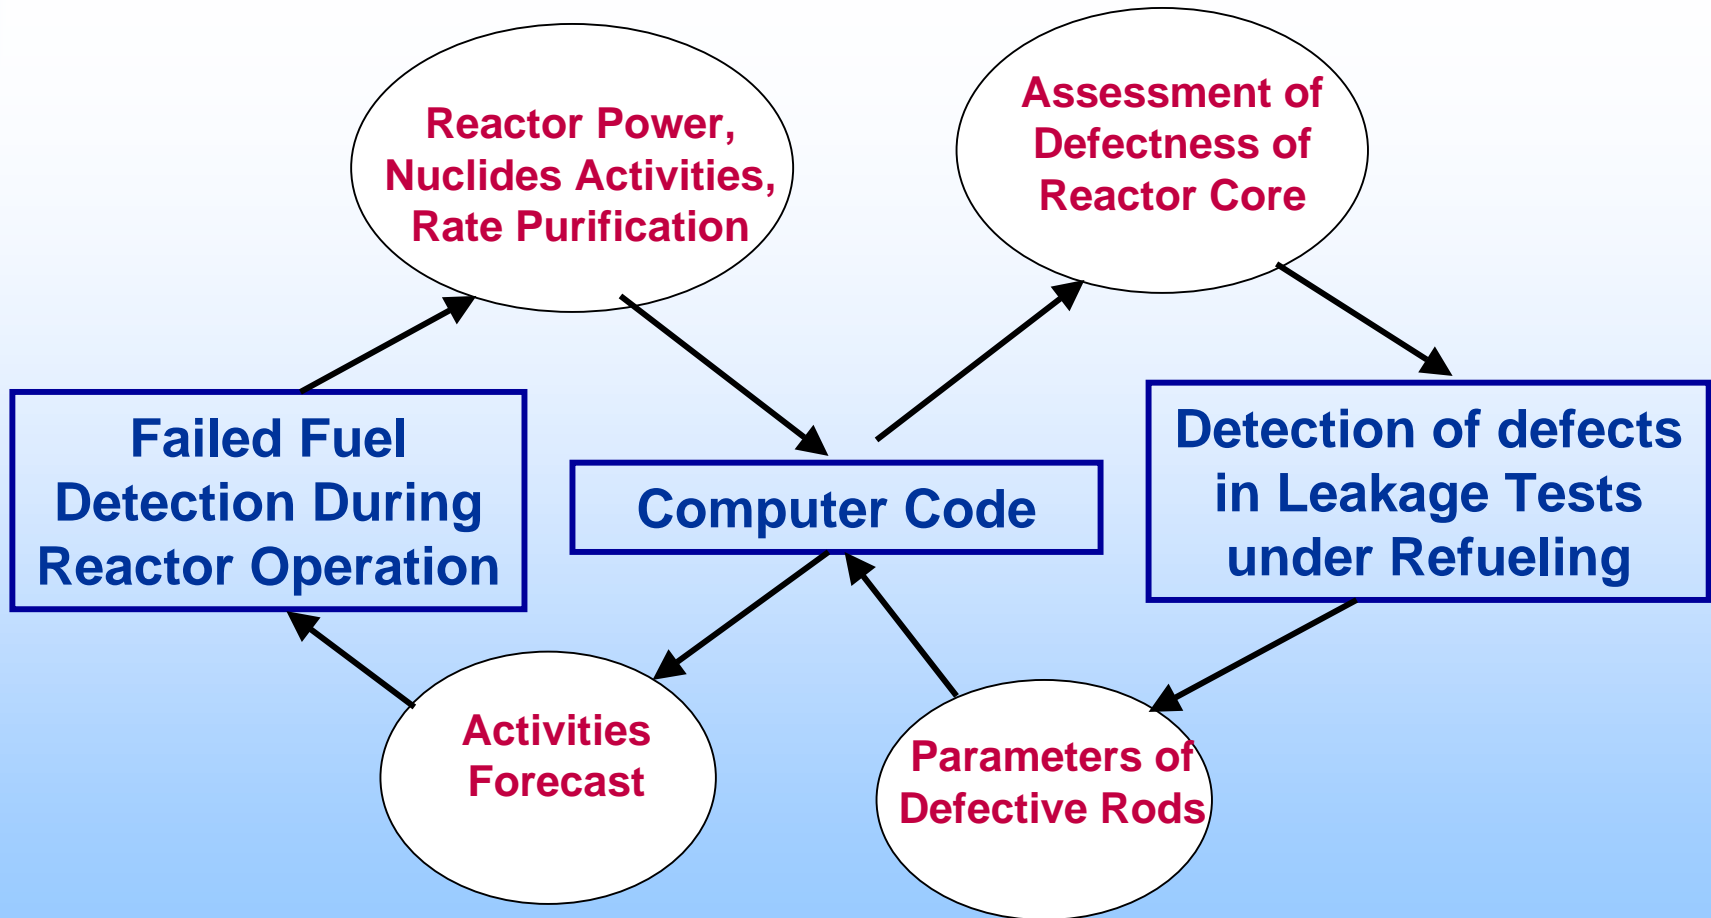 Reactor Power,
Nuclides Activities,
Rate Purification
Assessment of
Defectness of
Reactor Core
Failed Fuel
Detection During
Reactor Operation
Computer Code
Detection of defects
in Leakage Tests
under Refueling
Activities
Forecast
Parameters of
Defective Rods